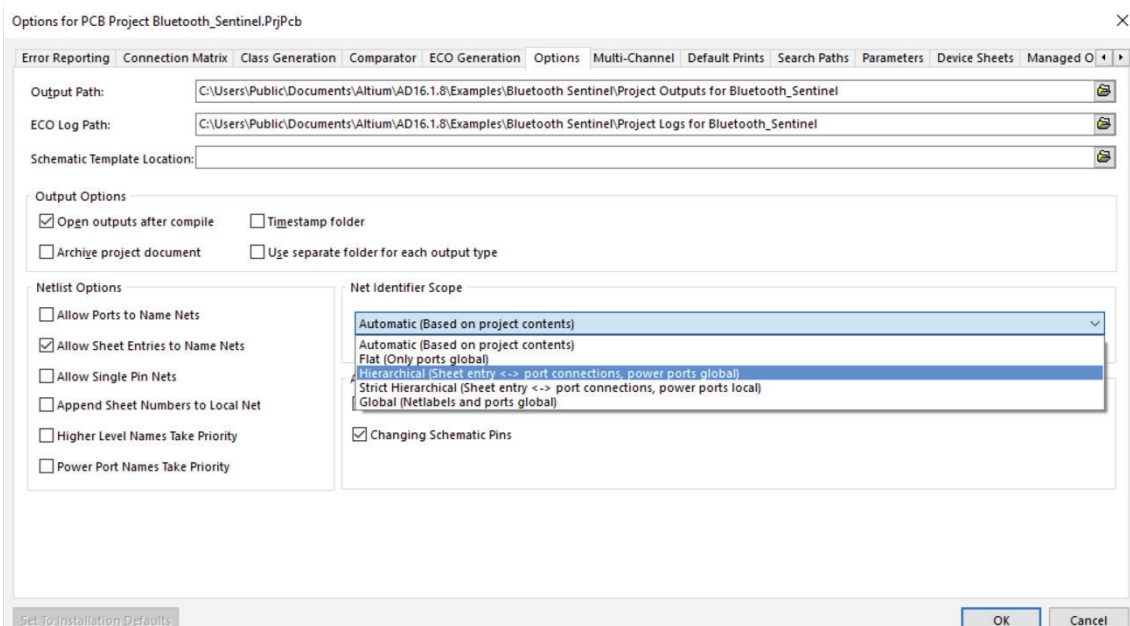 Options for PCB Project Bluetooth_Sentinel.PrjPcb
Error Reporting Connection Matrix Class Generation Comparator ECO Generation Options Multi-Channel Default Prints Search Paths Parameters Device Sheets Managed O
Output Path: C:\Users\Public\Documents\Altium\AD16.1.8\Examples\Bluetooth Sentinel\Project Outputs for Bluetooth_Sentinel
ECO Log Path: C:\Users\Public\Documents\Altium\AD16.1.8\Examples\Bluetooth Sentinel\Project Logs for Bluetooth_Sentinel
Schematic Template Location:
Output Options
Open outputs after compile Timestamp folder
Archive project document Use separate folder for each output type
Netlist Options
Allow Ports to Name Nets
Allow Sheet Entries to Name Nets
Allow Single Pin Nets
Append Sheet Numbers to Local Net
Higher Level Names Take Priority
Power Port Names Take Priority
Net Identifier Scope
Automatic (Based on project contents)
Automatic (Based on project contents)
Flat (Only ports global)
Hierarchical (Sheet entry <-> port connections, power ports global)
Strict Hierarchical (Sheet entry <-> port connections, power ports local)
Global (Netlabels and ports global)
Changing Schematic Pins
Set To Installation Defaults OK Cancel